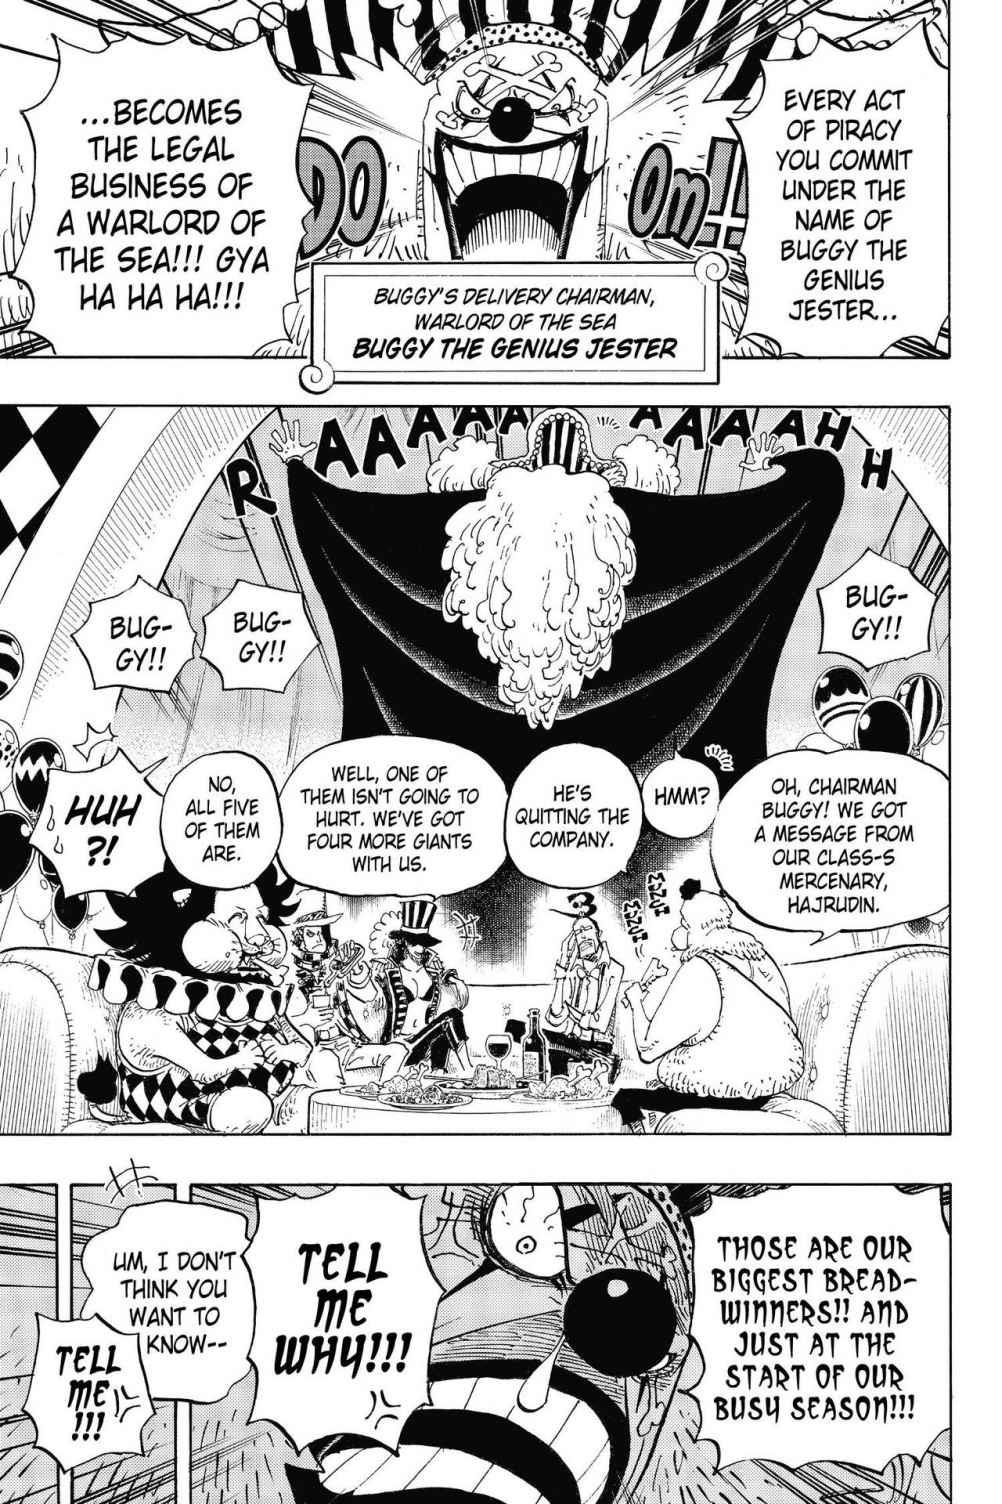 EVERY ACT
OF PIRACY
YOU COMMIT
UNDER THE
NAME OF
BUGGY THE
GENIUS
JESTER...
DO
Om!!
...BECOMES
THE LEGAL
BUSINESS OF
A WARLORD OF
THE SEA!!! GYA
HA HA HA!!!
BUGGY'S DELIVERY CHAIRMAN,
WARLORD OF THE SEA
BUGGY THE GENIUS JESTER
RAAAAAAAAAHH
BUG-
GY!!
BUG-
GY!!
BUG-
GY!!
OH, CHAIRMAN
BUGGY! WE GOT
A MESSAGE FROM
OUR CLASS-S
MERCENARY,
HAJRUDIN.
HMM?
HE'S
QUITTING THE
COMPANY.
WELL, ONE OF
THEM ISN'T GOING TO
HURT. WE'VE GOT
FOUR MORE GIANTS
WITH US.
NO,
ALL FIVE
OF THEM
ARE.
HUH
?!
3
THOSE ARE OUR
BIGGEST BREAD-
WINNERS!! AND
JUST AT THE
START OF OUR
BUSY SEASON!!!
TELL
ME
WHY!!!
UM, I DON'T
THINK YOU
WANT TO
KNOW--
TELL
ME
!!!